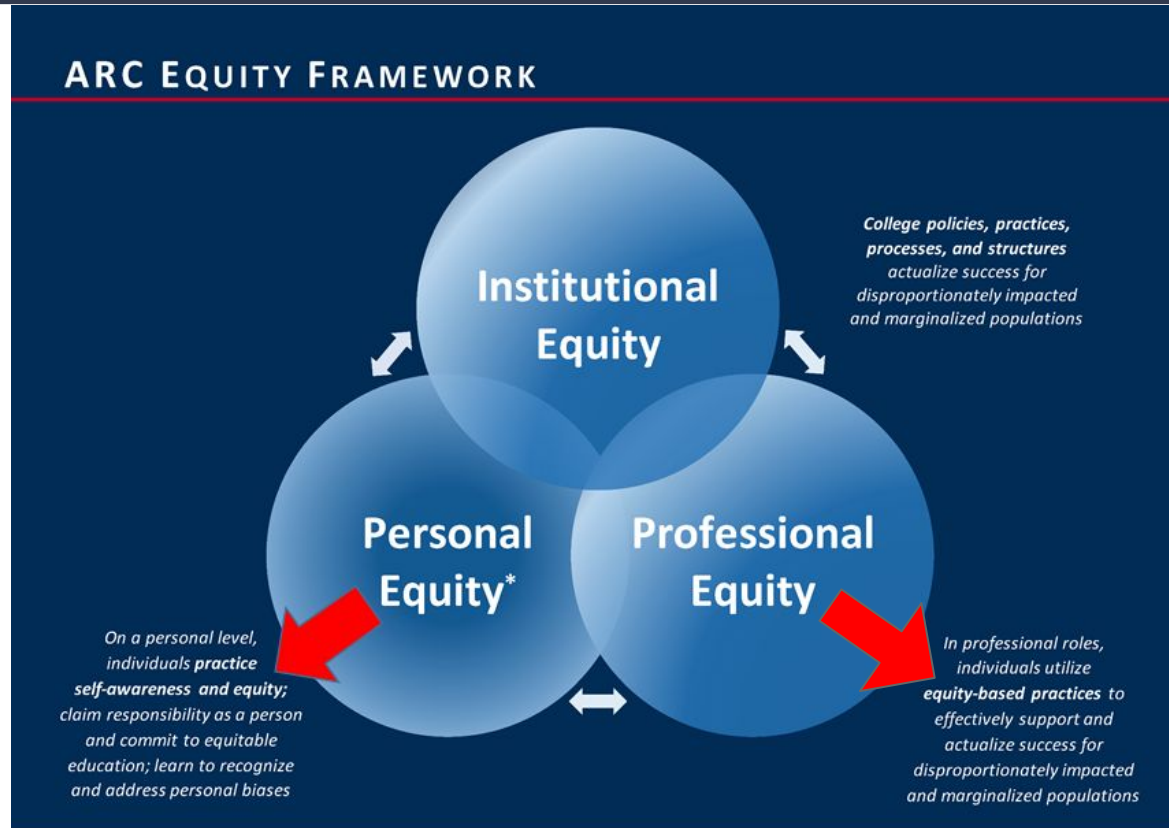 ARC EQUITY FRAMEWORK
College policies, practices,
processes, and structures
actualize success for
disproportionately impacted
and marginalized populations
Institutional
Equity
Personal
Equity*
Professional
Equity
On a personal level,
individuals practice
self-awareness and equity;
claim responsibility as a person
and commit to equitable
education; learn to recognize
and address personal biases
In professional roles,
individuals utilize
equity-based practices to
effectively support and
actualize success for
disproportionately impacted
and marginalized populations